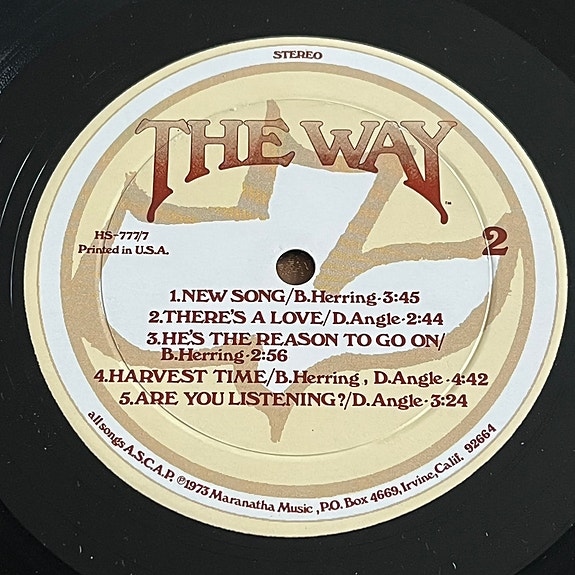 STEREO
THE WAY
™
HS-777/7
Printed in U.S.A.
2
1.NEW SONG/B.Herring-3:45
2.THERE'S A LOVE/D.Angle-2:44
3.HE'S THE REASON TO GO ON/
B.Herring-2:56
4.HARVEST TIME/B.Herring, D.Angle-4:42
5.ARE YOU LISTENING?/D.Angle-3:24
all songs A.S.C.A.P. ℗1973 Maranatha Music, P.O. Box 4669, Irvine, Calif. 92664